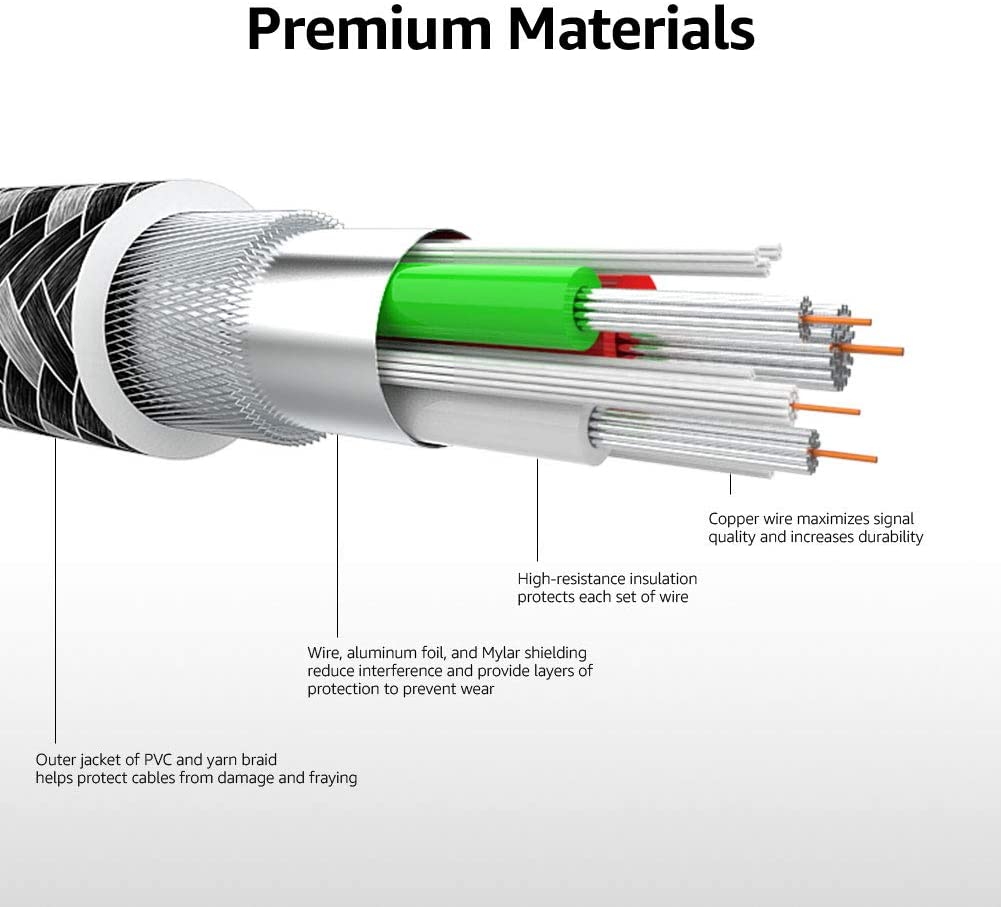 Premium Materials
Copper wire maximizes signal
quality and increases durability
High-resistance insulation
protects each set of wire
Wire, aluminum foil, and Mylar shielding
reduce interference and provide layers of
protection to prevent wear
Outer jacket of PVC and yarn braid
helps protect cables from damage and fraying